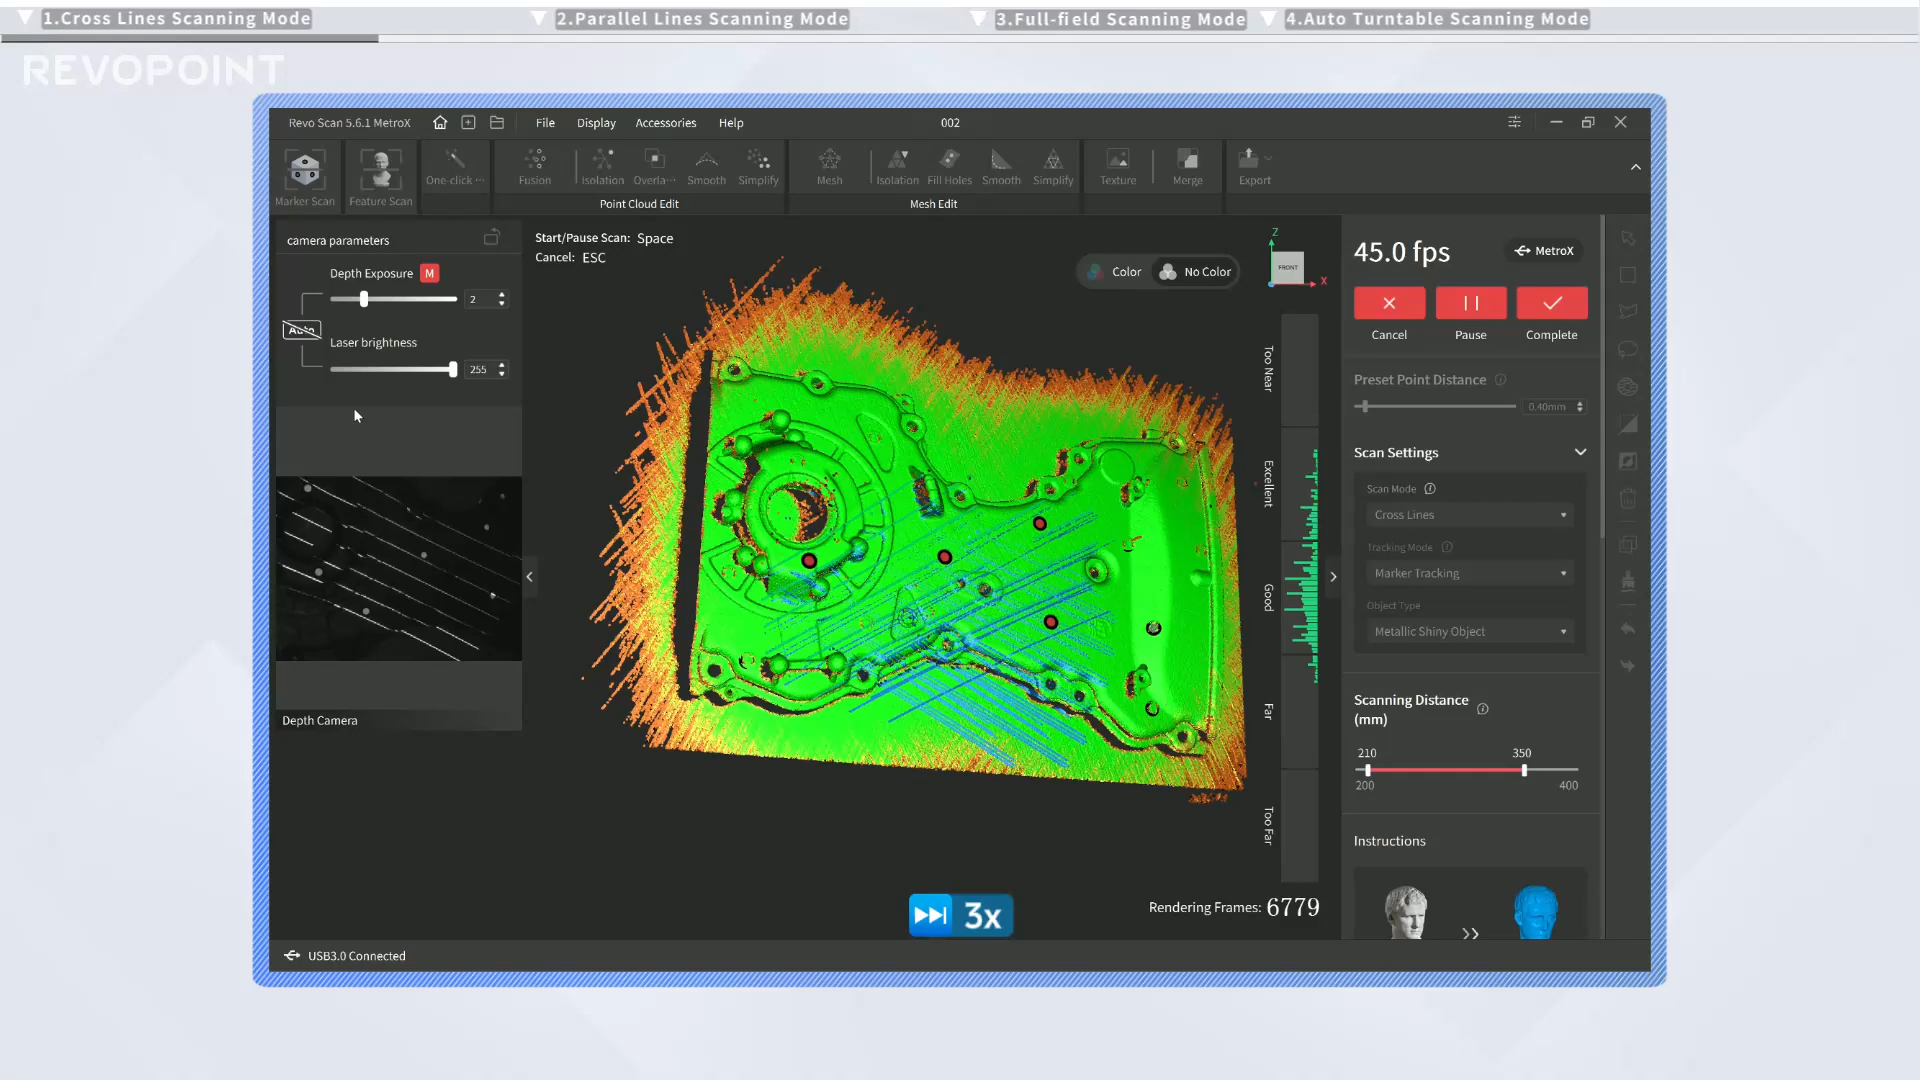 1.Cross Lines Scanning Mode
2.Parallel Lines Scanning Mode
3.Full-field Scanning Mode
4.Auto Turntable Scanning Mode
REVOPOINT
Revo Scan 5.6.1 MetroX
File
Display
Accessories
Help
002
Marker Scan
Feature Scan
One-click ···
Fusion
Isolation
Overla···
Smooth
Simplify
Point Cloud Edit
Mesh
Isolation
Fill Holes
Smooth
Simplify
Mesh Edit
Texture
Merge
Export
camera parameters
Depth Exposure M
2
Auto
Laser brightness
255
Depth Camera
Start/Pause Scan: Space
Cancel: ESC
Color
No Color
Z
FRONT
X
Too Near
Excellent
Good
Far
Too Far
3x
Rendering Frames: 6779
45.0 fps
MetroX
Cancel
Pause
Complete
Preset Point Distance
0.40mm
Scan Settings
Scan Mode
Cross Lines
Tracking Mode
Marker Tracking
Object Type
Metallic Shiny Object
Scanning Distance
(mm)
210
350
200
400
Instructions
USB3.0 Connected